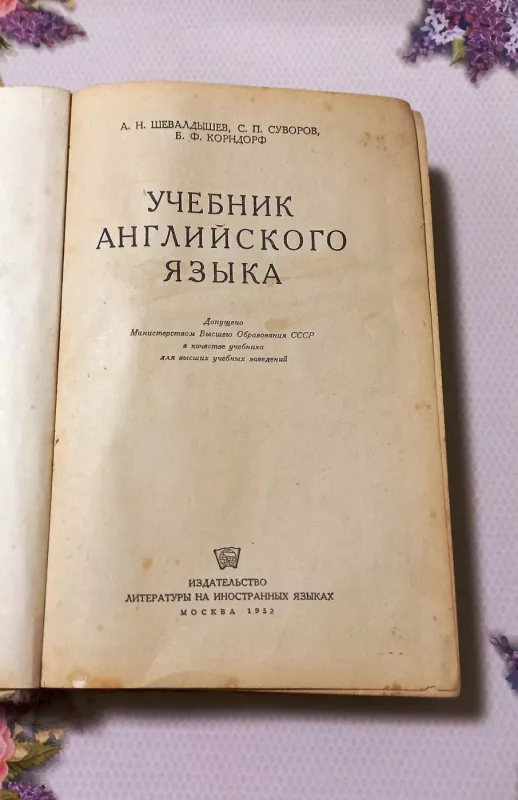 А. Н. ШЕВАЛДЫШЕВ, С. П. СУВОРОВ,
Б. Ф. КОРНДОРФ
УЧЕБНИК
АНГЛИЙСКОГО
ЯЗЫКА
Допущено
Министерством Высшего Образования СССР
в качестве учебника
для высших учебных заведений
ИЗДАТЕЛЬСТВО
ЛИТЕРАТУРЫ НА ИНОСТРАННЫХ ЯЗЫКАХ
МОСКВА 1952